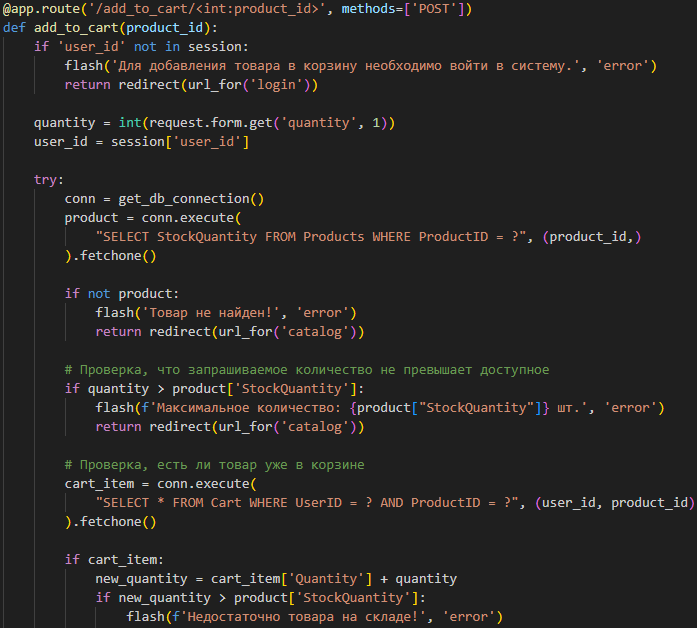 @app.route('/add_to_cart/<int:product_id>', methods=['POST'])
def add_to_cart(product_id):
    if 'user_id' not in session:
        flash('Для добавления товара в корзину необходимо войти в систему.', 'error')
        return redirect(url_for('login'))

    quantity = int(request.form.get('quantity', 1))
    user_id = session['user_id']

    try:
        conn = get_db_connection()
        product = conn.execute(
            "SELECT StockQuantity FROM Products WHERE ProductID = ?", (product_id,)
        ).fetchone()

        if not product:
            flash('Товар не найден!', 'error')
            return redirect(url_for('catalog'))

        # Проверка, что запрашиваемое количество не превышает доступное
        if quantity > product['StockQuantity']:
            flash(f'Максимальное количество: {product["StockQuantity"]} шт.', 'error')
            return redirect(url_for('catalog'))

        # Проверка, есть ли товар уже в корзине
        cart_item = conn.execute(
            "SELECT * FROM Cart WHERE UserID = ? AND ProductID = ?", (user_id, product_id)
        ).fetchone()

        if cart_item:
            new_quantity = cart_item['Quantity'] + quantity
            if new_quantity > product['StockQuantity']:
                flash(f'Недостаточно товара на складе!', 'error')